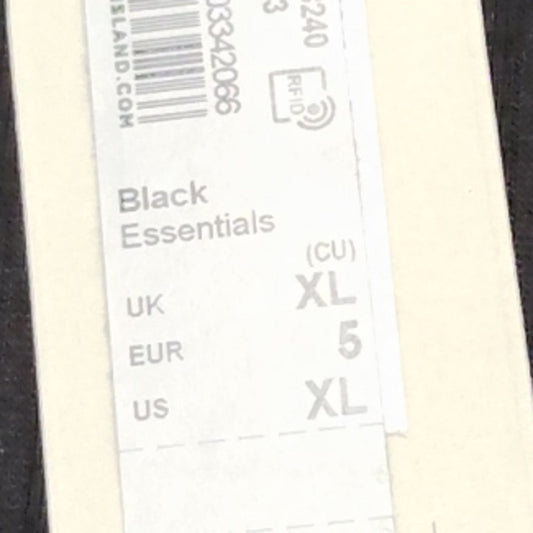 ISLAND.COM
03342066
3
240
RFID
Black
Essentials
(CU)
UK XL
EUR 5
US XL